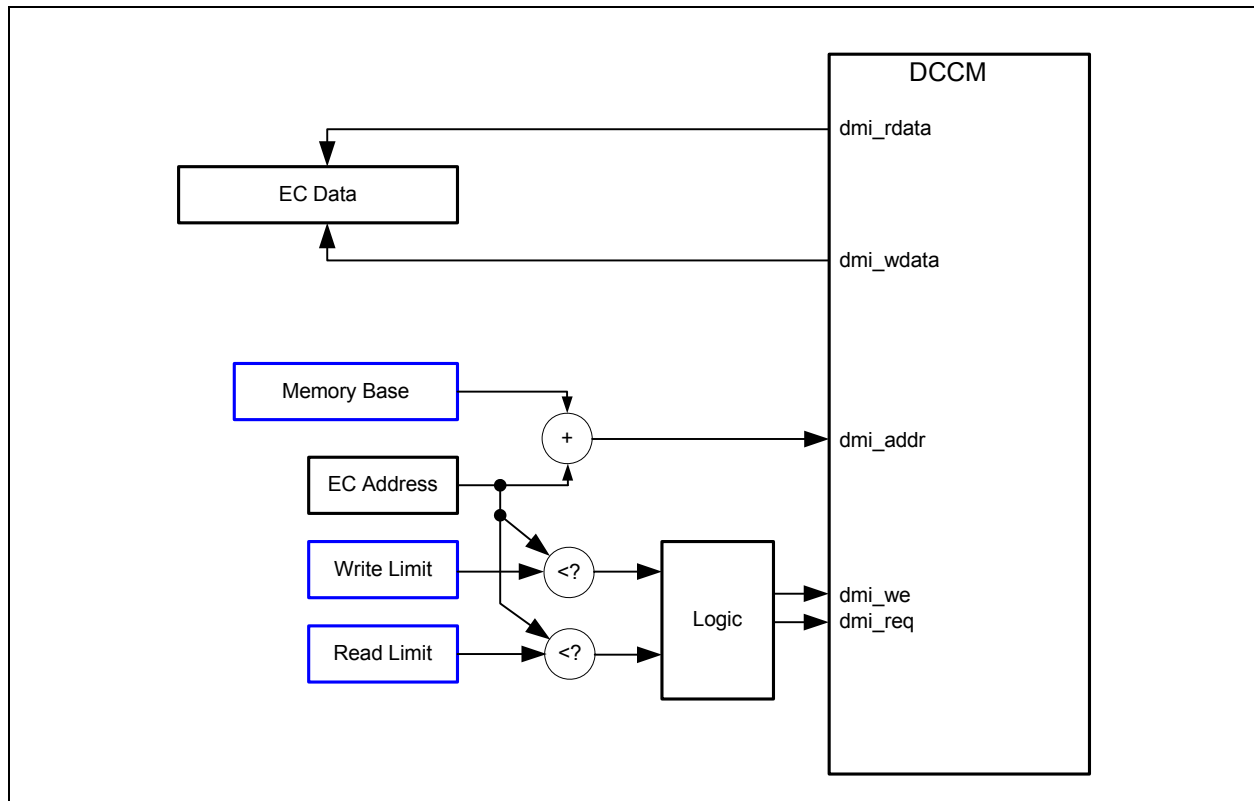 DCCM
dmi_rdata
EC Data
dmi_wdata
Memory Base
+
dmi_addr
EC Address
Write Limit
<?
dmi_we
Logic
dmi_req
Read Limit
<?